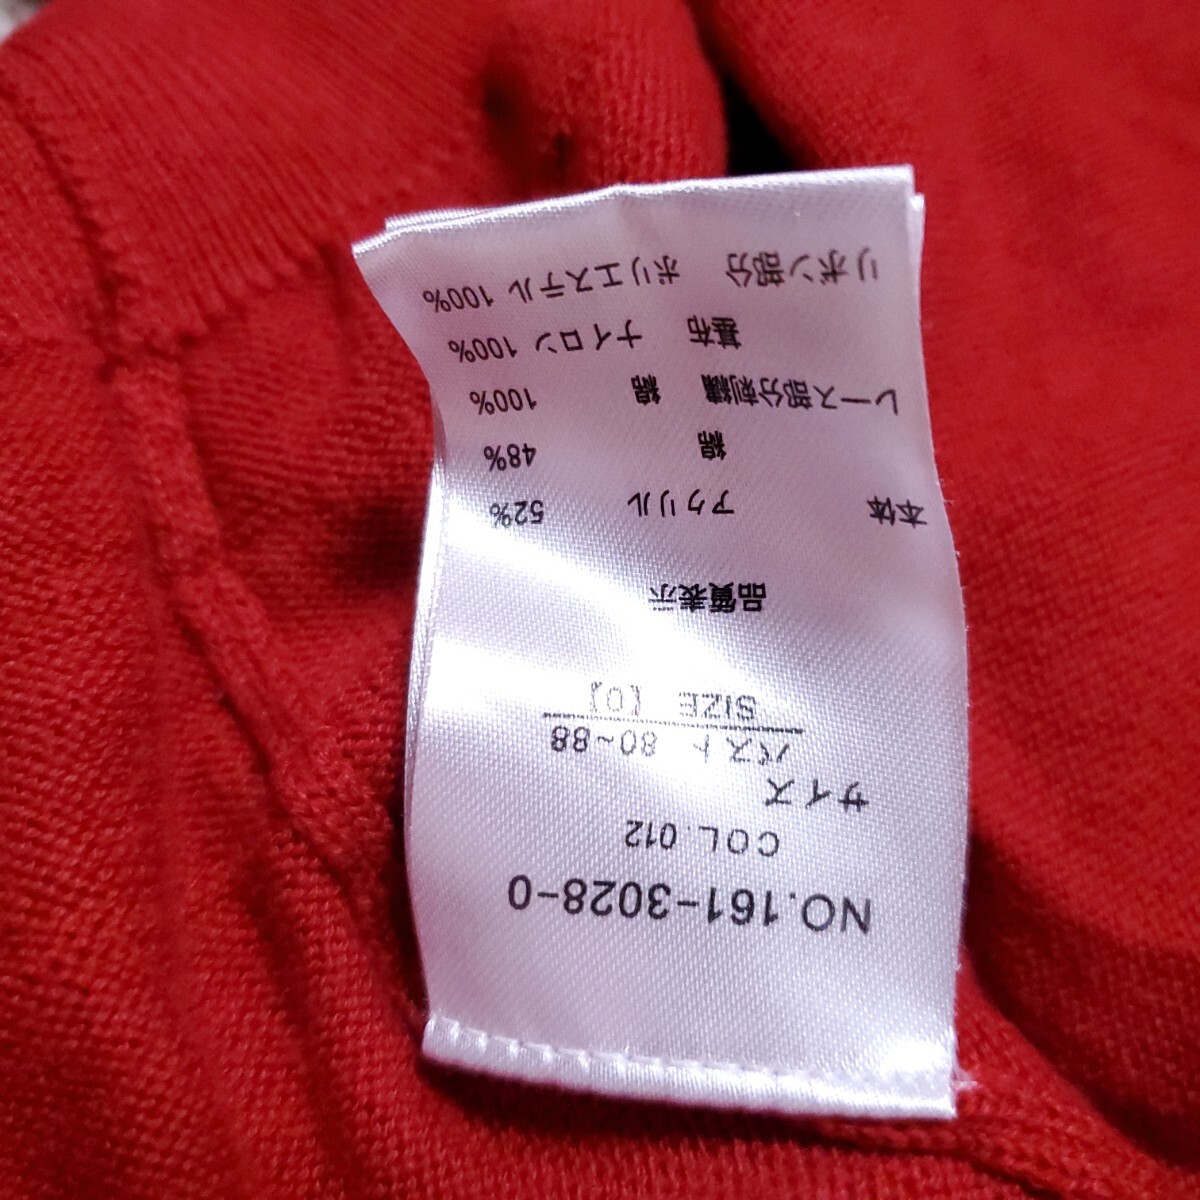 NO.161-3028-0
COL.012
サイズ
バスト 80~88
SIZE [0]
品質表示
本体 アクリル 52%
綿 48%
レース部分刺繍 綿 100%
基布 ナイロン 100%
リボン部分 ポリエステル 100%